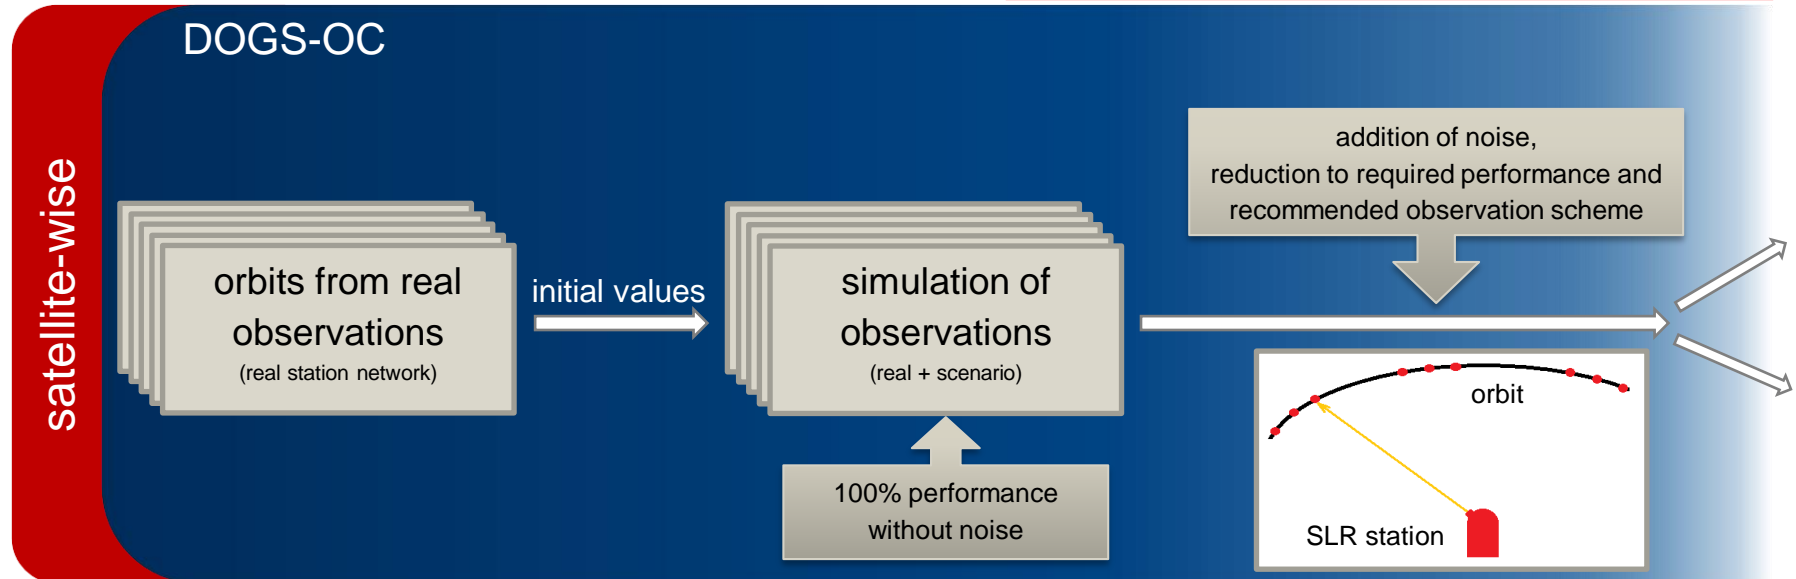 DOGS-OC
satellite-wise
orbits from real
observations
(real station network)
initial values
simulation of
observations
(real + scenario)
100% performance
without noise
addition of noise,
reduction to required performance and
recommended observation scheme
orbit
SLR station